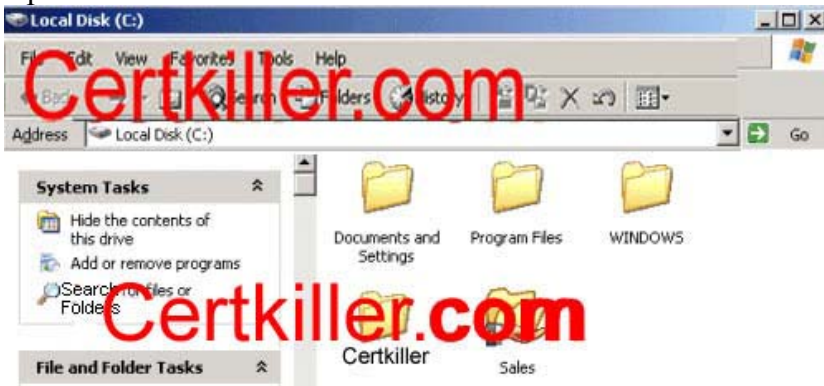 Local Disk (C:)
File Edit View Favorites Tools Help
Certkiller.com
Back Search Folders History
Address Local Disk (C:) Go
System Tasks
Hide the contents of
this drive
Add or remove programs
Search for files or
Folders
Documents and
Settings
Program Files
WINDOWS
Certkiller.com
Certkiller
Sales
File and Folder Tasks